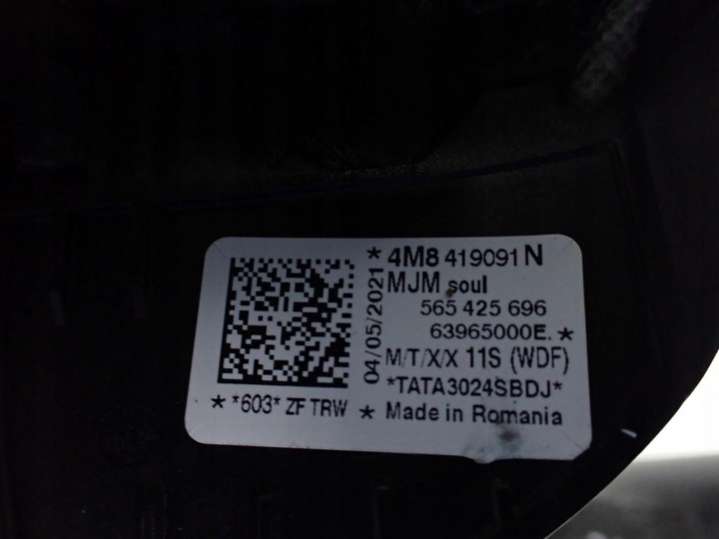 *4M8 419091 N
MJM soul
565 425 696
63965000E. *
04/05/2021
M/T/X/X 11S (WDF)
*TATA3024SBDJ*
* *603* ZF TRW * Made in Romania